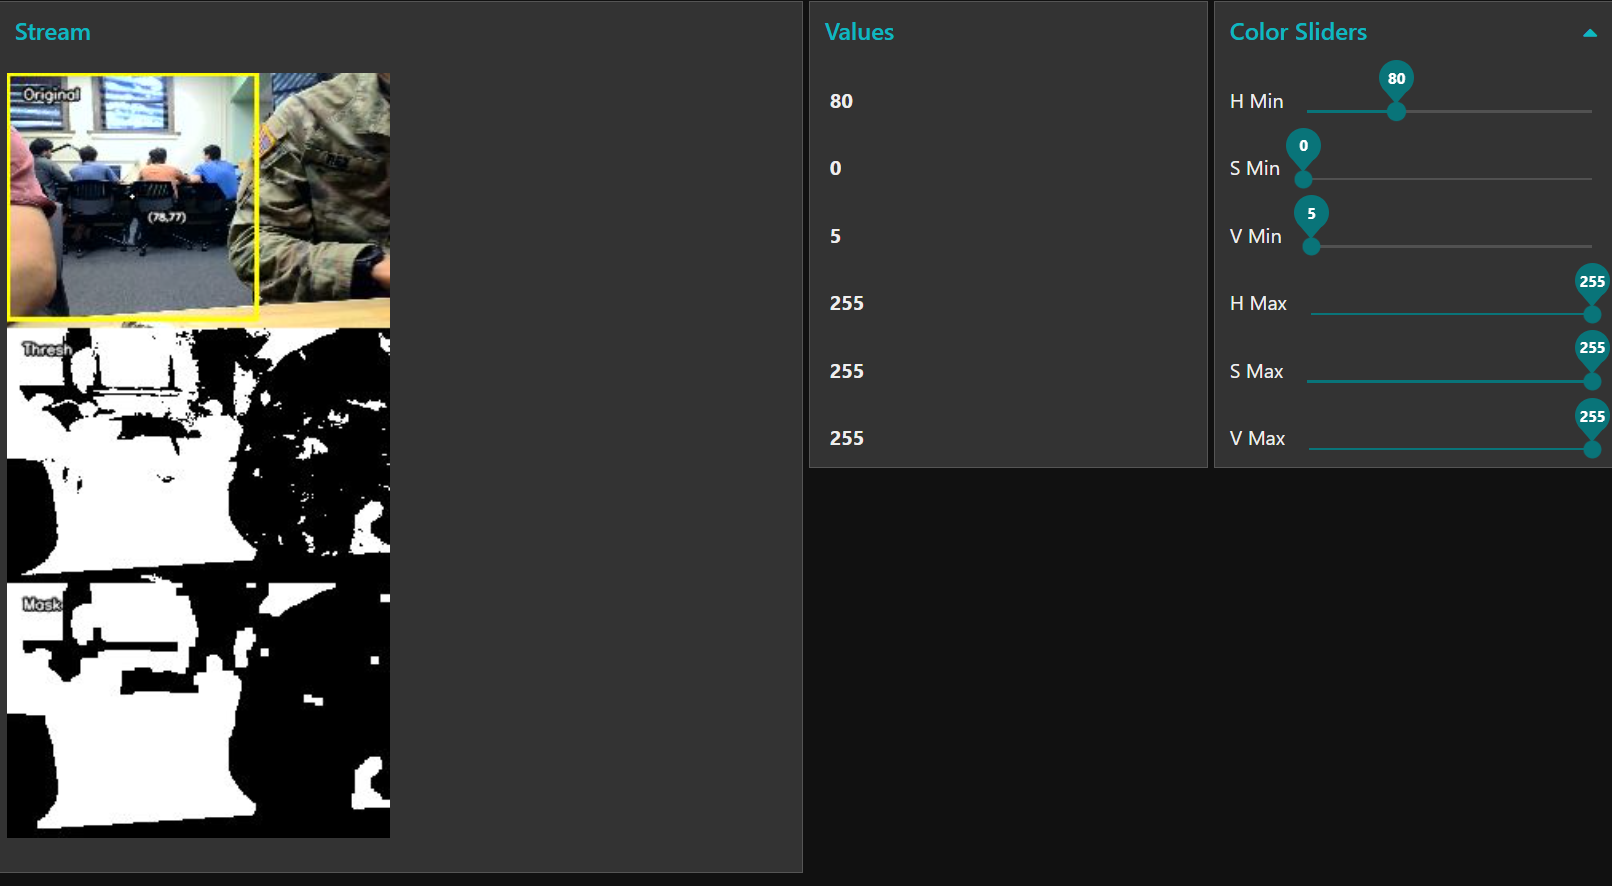 Stream
Original
(78,77)
Thresh
Mask
Values
80
0
5
255
255
255
Color Sliders
H Min
80
S Min
0
V Min
5
H Max
255
S Max
255
V Max
255